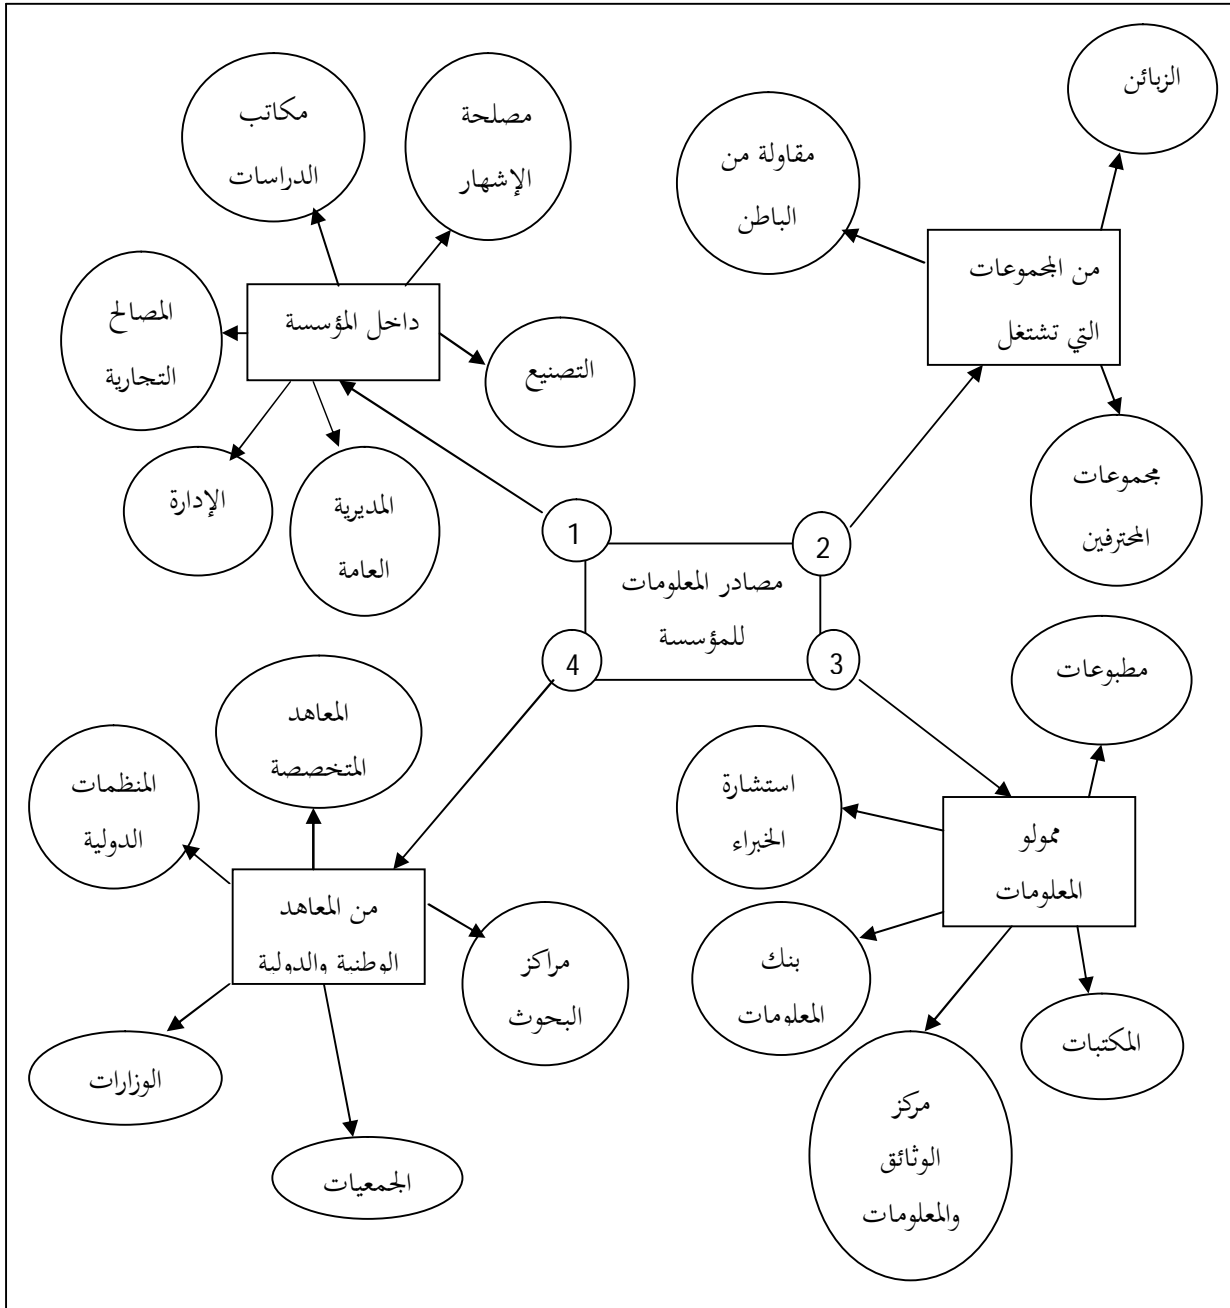 مكاتب
الدراسات
مصلحة
الإشهار
المصالح
التجارية
داخل المؤسسة
التصنيع
الإدارة
المديرية
العامة
الزبائن
مقاولة من
الباطن
من المجموعات
التي تشتغل
مجموعات
المحترفين
1
2
مصادر المعلومات
للمؤسسة
4
3
مطبوعات
استشارة
الخبراء
ممولو
المعلومات
بنك
المعلومات
المكتبات
مركز
الوثائق
والمعلومات
المعاهد
المتخصصة
المنظمات
الدولية
من المعاهد
الوطنية والدولية
مراكز
البحوث
الوزارات
الجمعيات